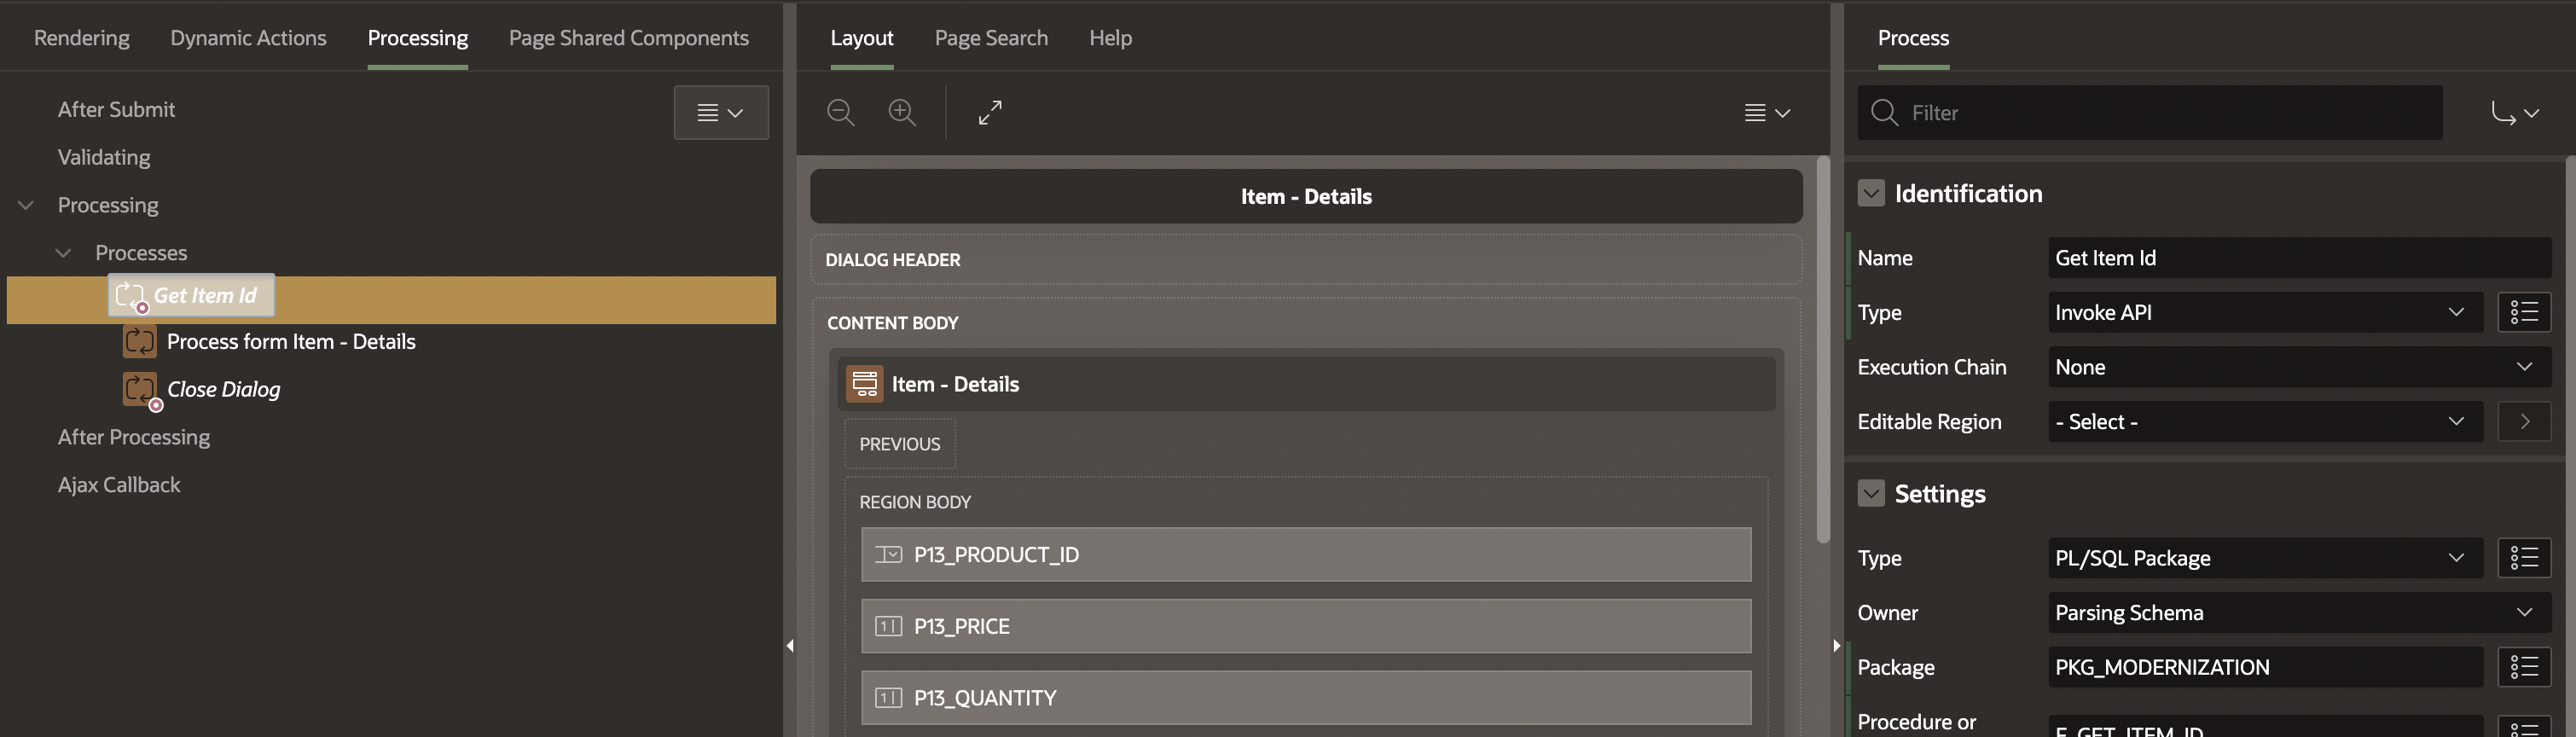 Rendering
Dynamic Actions
Processing
Page Shared Components
After Submit
Validating
Processing
Processes
Get Item Id
Process form Item - Details
Close Dialog
After Processing
Ajax Callback
Layout
Page Search
Help
Item - Details
DIALOG HEADER
CONTENT BODY
Item - Details
PREVIOUS
REGION BODY
P13_PRODUCT_ID
P13_PRICE
P13_QUANTITY
Process
Filter
Identification
Name Get Item Id
Type Invoke API
Execution Chain None
Editable Region - Select -
Settings
Type PL/SQL Package
Owner Parsing Schema
Package PKG_MODERNIZATION
Procedure or F_GET_ITEM_ID